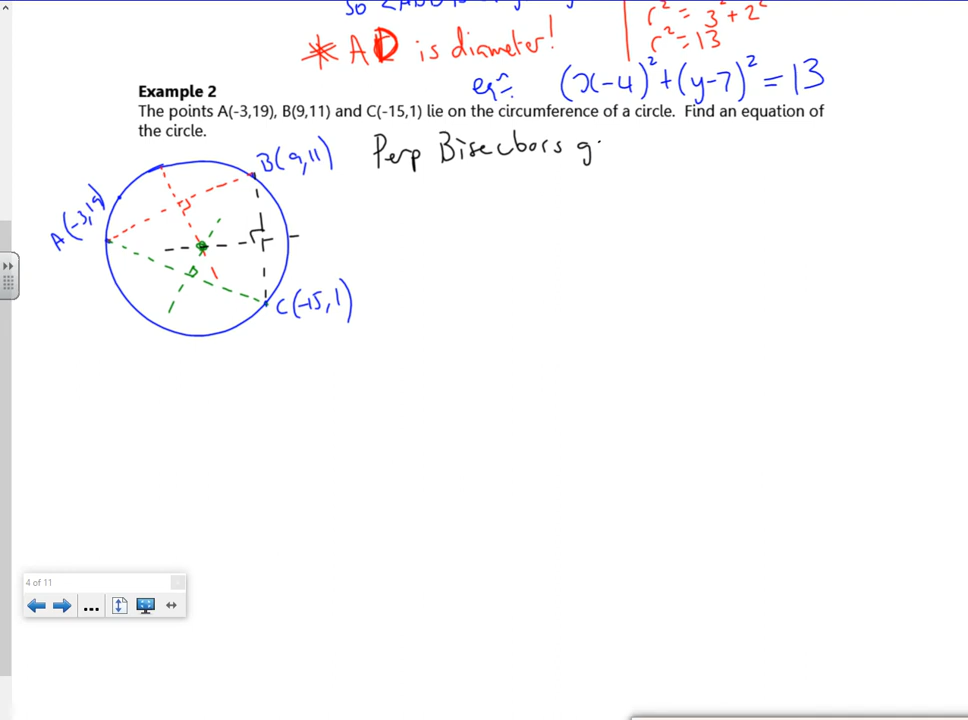 r² = 3² + 2²
* AD is diameter!
r² = 13
eqn: (x-4)² + (y-7)² = 13
Example 2
The points A(-3,19), B(9,11) and C(-15,1) lie on the circumference of a circle. Find an equation of
the circle.
Perp Bisectors g
B(9,11)
A(-3,19)
C(-15,1)
4 of 11